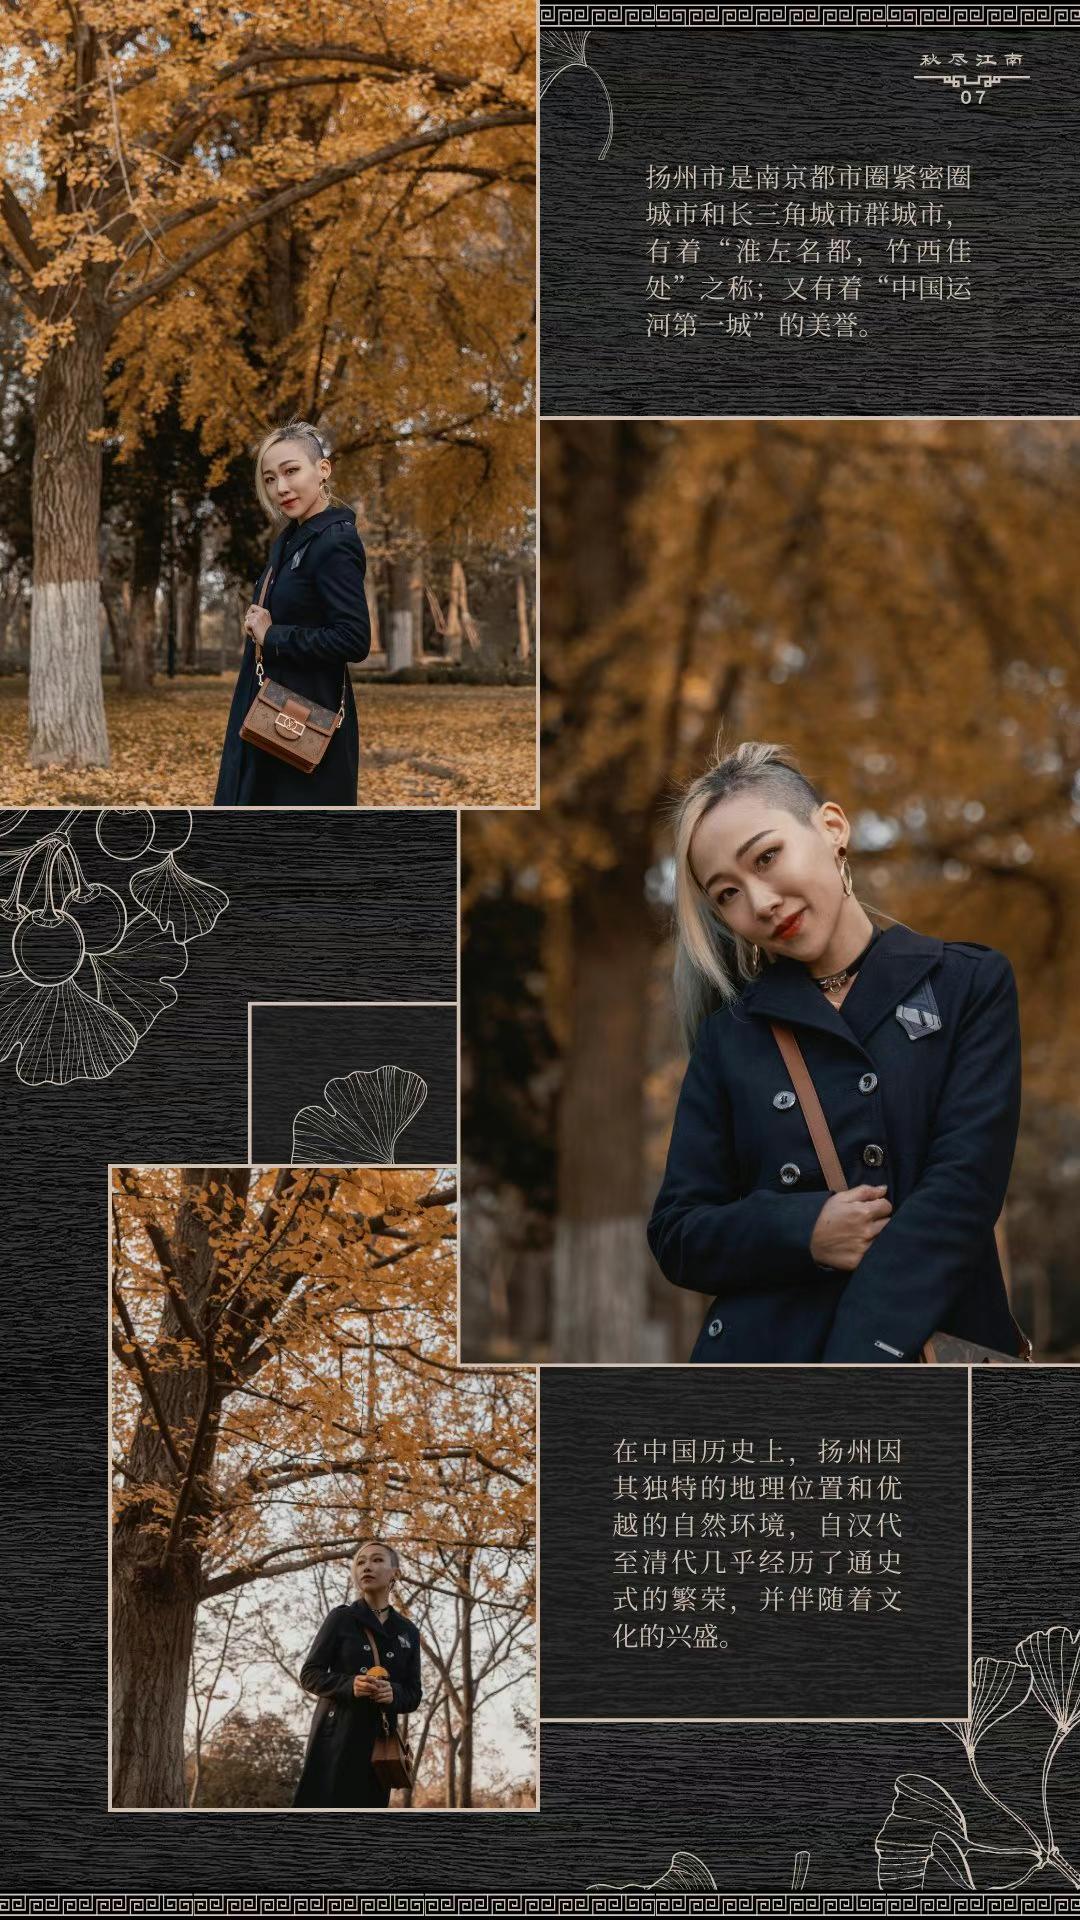 秋尽江南
07
扬州市是南京都市圈紧密圈
城市和长三角城市群城市，
有着“淮左名都，竹西佳
处”之称；又有着“中国运
河第一城”的美誉。
在中国历史上，扬州因
其独特的地理位置和优
越的自然环境，自汉代
至清代几乎经历了通史
式的繁荣，并伴随着文
化的兴盛。